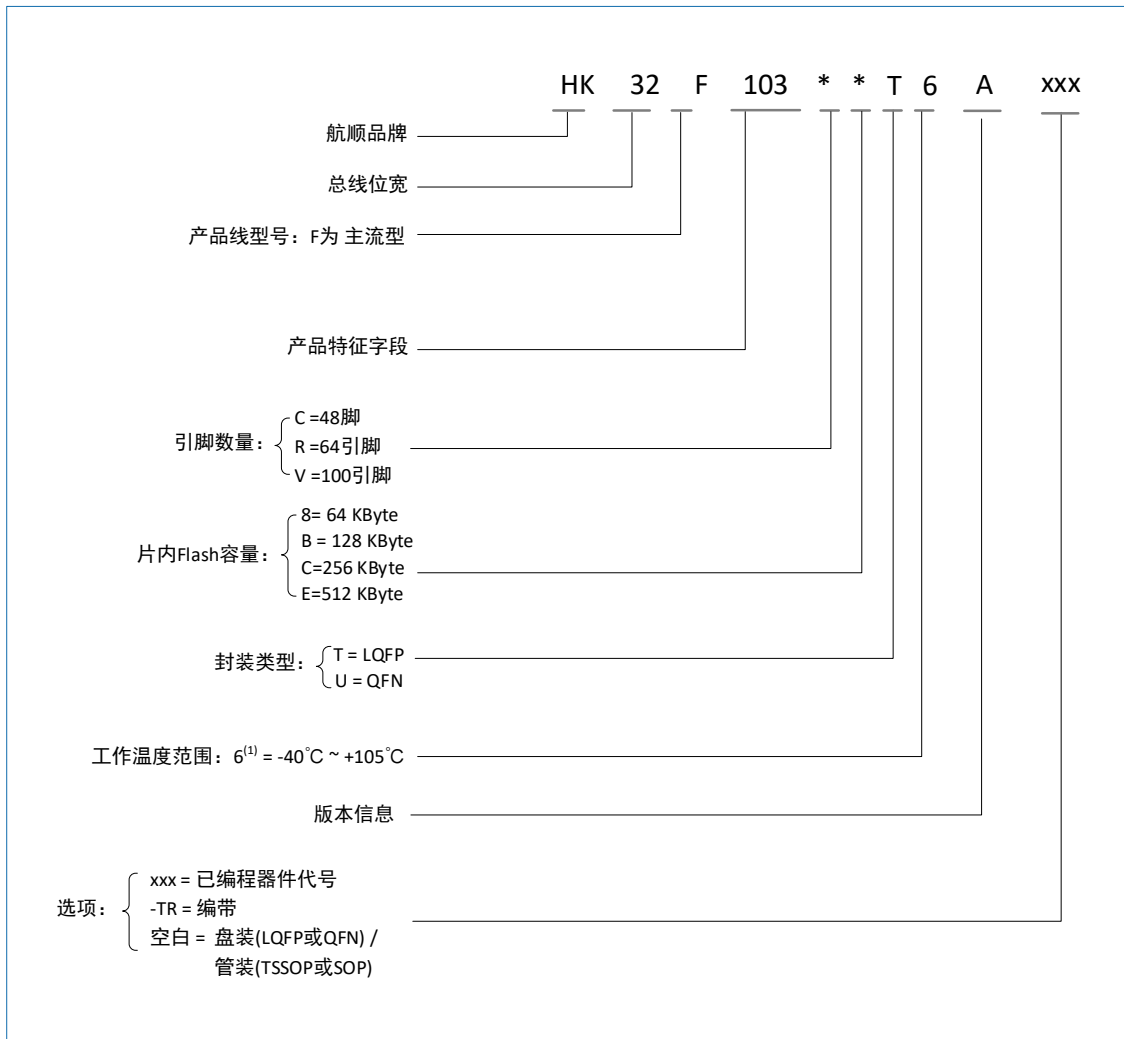 HK 32 F 103 * * T 6 A xxx
航顺品牌
总线位宽
产品线型号：F为 主流型
产品特征字段
引脚数量：
C =48脚
R =64引脚
V =100引脚
片内Flash容量：
8= 64 KByte
B = 128 KByte
C=256 KByte
E=512 KByte
封装类型：
T = LQFP
U = QFN
工作温度范围：6(1) = -40℃ ~ +105℃
版本信息
选项：
xxx = 已编程器件代号
-TR = 编带
空白 = 盘装(LQFP或QFN) /
管装(TSSOP或SOP)